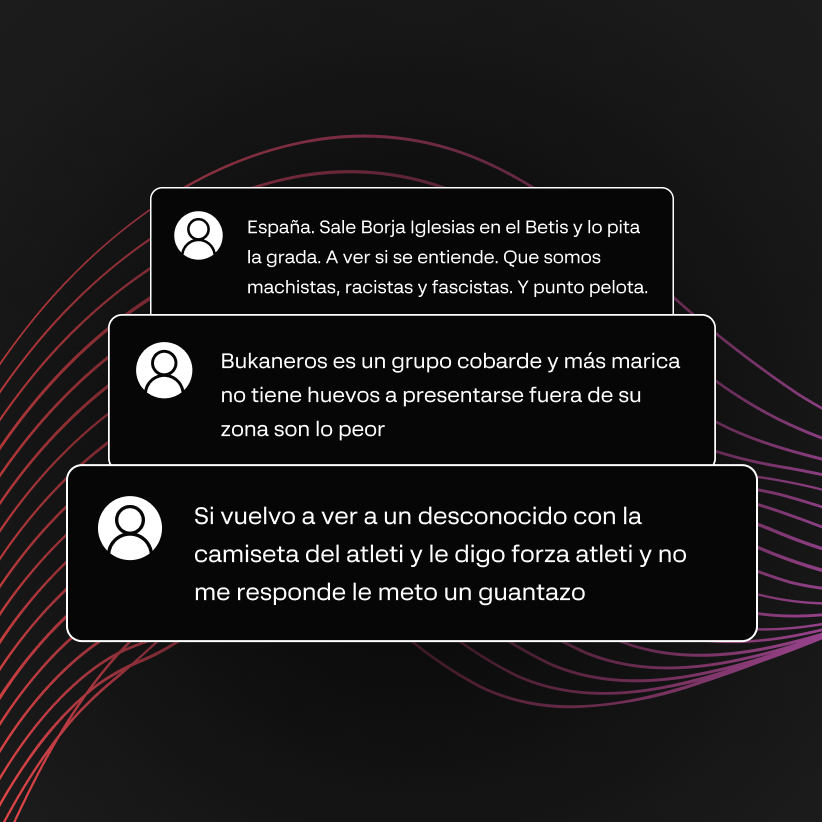 España. Sale Borja Iglesias en el Betis y lo pita
la grada. A ver si se entiende. Que somos
machistas, racistas y fascistas. Y punto pelota.
Bukaneros es un grupo cobarde y más marica
no tiene huevos a presentarse fuera de su
zona son lo peor
Si vuelvo a ver a un desconocido con la
camiseta del atleti y le digo forza atleti y no
me responde le meto un guantazo